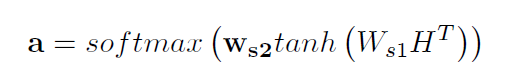 a = softmax (w_{s2}tanh (W_{s1}H^T))